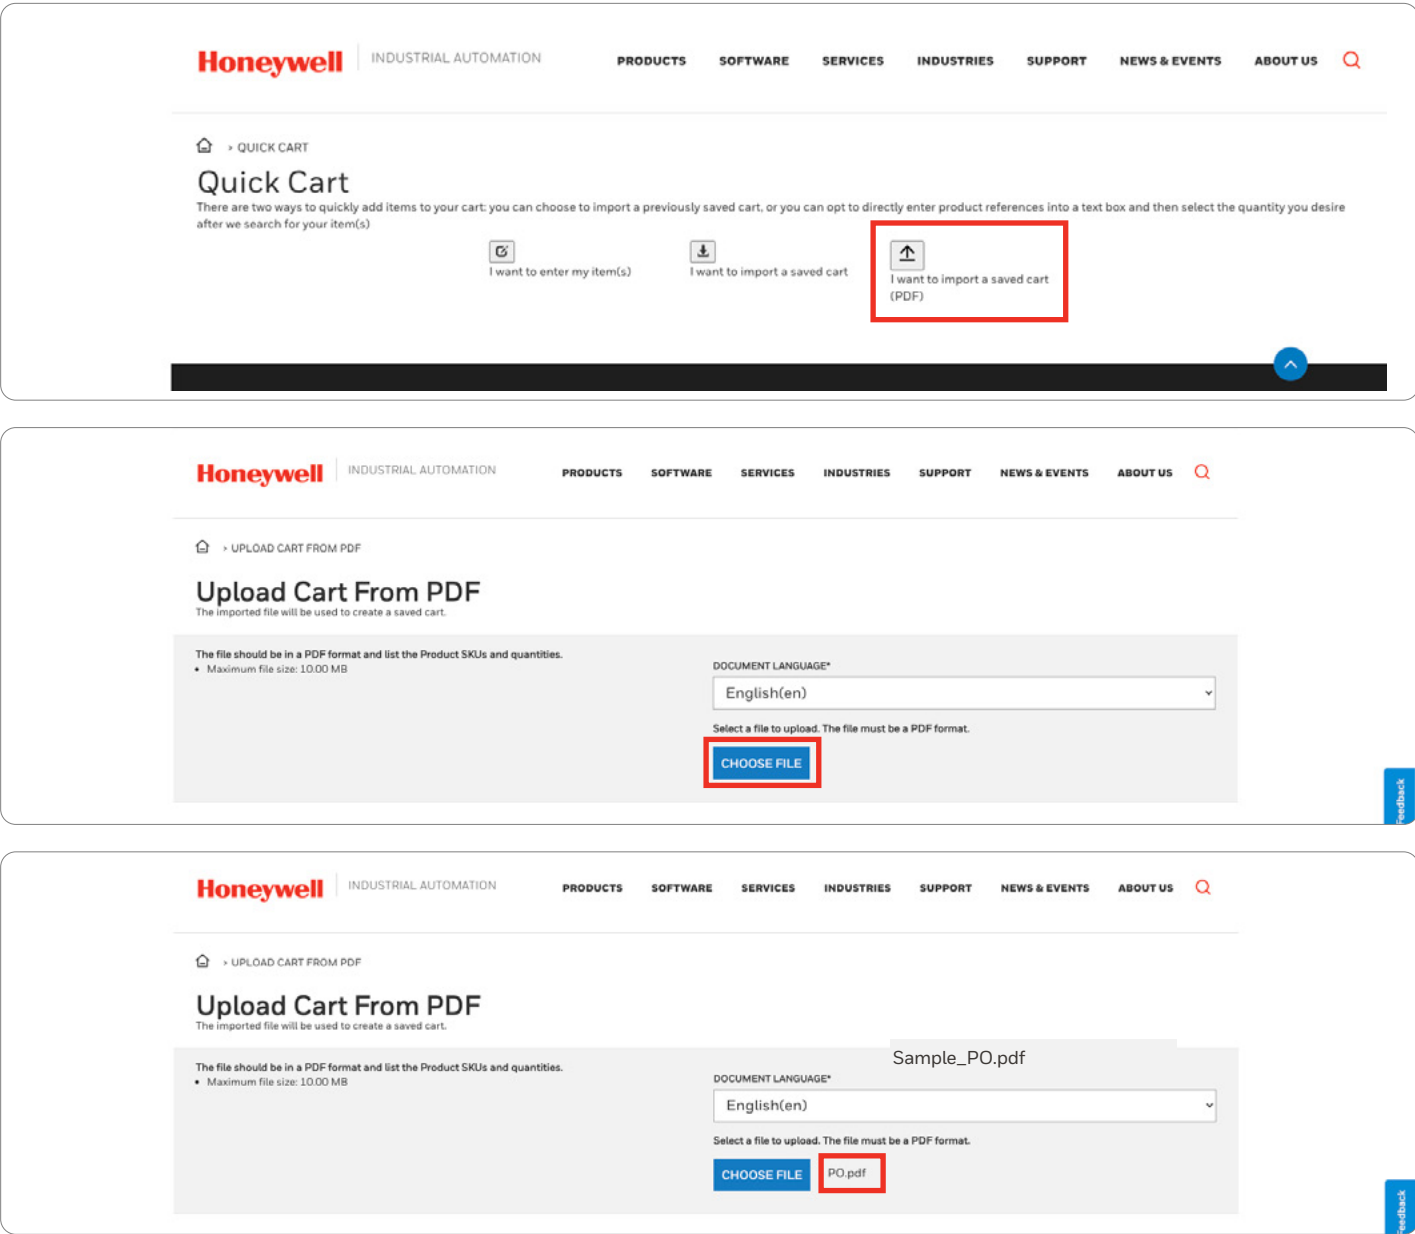 Honeywell INDUSTRIAL AUTOMATION PRODUCTS SOFTWARE SERVICES INDUSTRIES SUPPORT NEWS & EVENTS ABOUT US
› QUICK CART
Quick Cart
There are two ways to quickly add items to your cart: you can choose to import a previously saved cart, or you can opt to directly enter product references into a text box and then select the quantity you desire
after we search for your item(s)
I want to enter my item(s)
I want to import a saved cart
I want to import a saved cart
(PDF)
Honeywell INDUSTRIAL AUTOMATION PRODUCTS SOFTWARE SERVICES INDUSTRIES SUPPORT NEWS & EVENTS ABOUT US
› UPLOAD CART FROM PDF
Upload Cart From PDF
The imported file will be used to create a saved cart.
The file should be in a PDF format and list the Product SKUs and quantities.
• Maximum file size: 10.00 MB
DOCUMENT LANGUAGE*
English(en)
Select a file to upload. The file must be a PDF format.
CHOOSE FILE
Feedback
Honeywell INDUSTRIAL AUTOMATION PRODUCTS SOFTWARE SERVICES INDUSTRIES SUPPORT NEWS & EVENTS ABOUT US
› UPLOAD CART FROM PDF
Upload Cart From PDF
The imported file will be used to create a saved cart.
The file should be in a PDF format and list the Product SKUs and quantities.
• Maximum file size: 10.00 MB
Sample_PO.pdf
DOCUMENT LANGUAGE*
English(en)
Select a file to upload. The file must be a PDF format.
CHOOSE FILE PO.pdf
Feedback